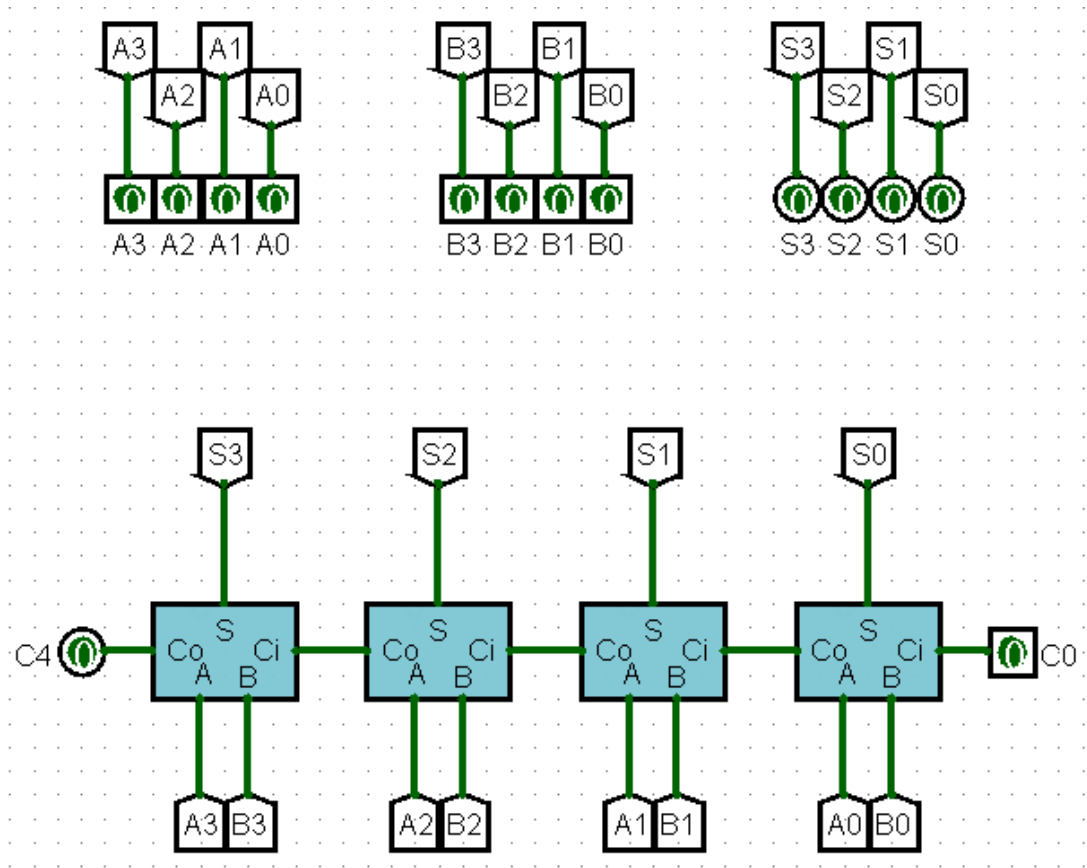 A3 A1 B3 B1 S3 S1
A2 A0 B2 B0 S2 S0
A3 A2 A1 A0 B3 B2 B1 B0 S3 S2 S1 S0
S3 S2 S1 S0
S S S S
C4 Co Ci Co Ci Co Ci Co Ci C0
A B A B A B A B
A3 B3 A2 B2 A1 B1 A0 B0